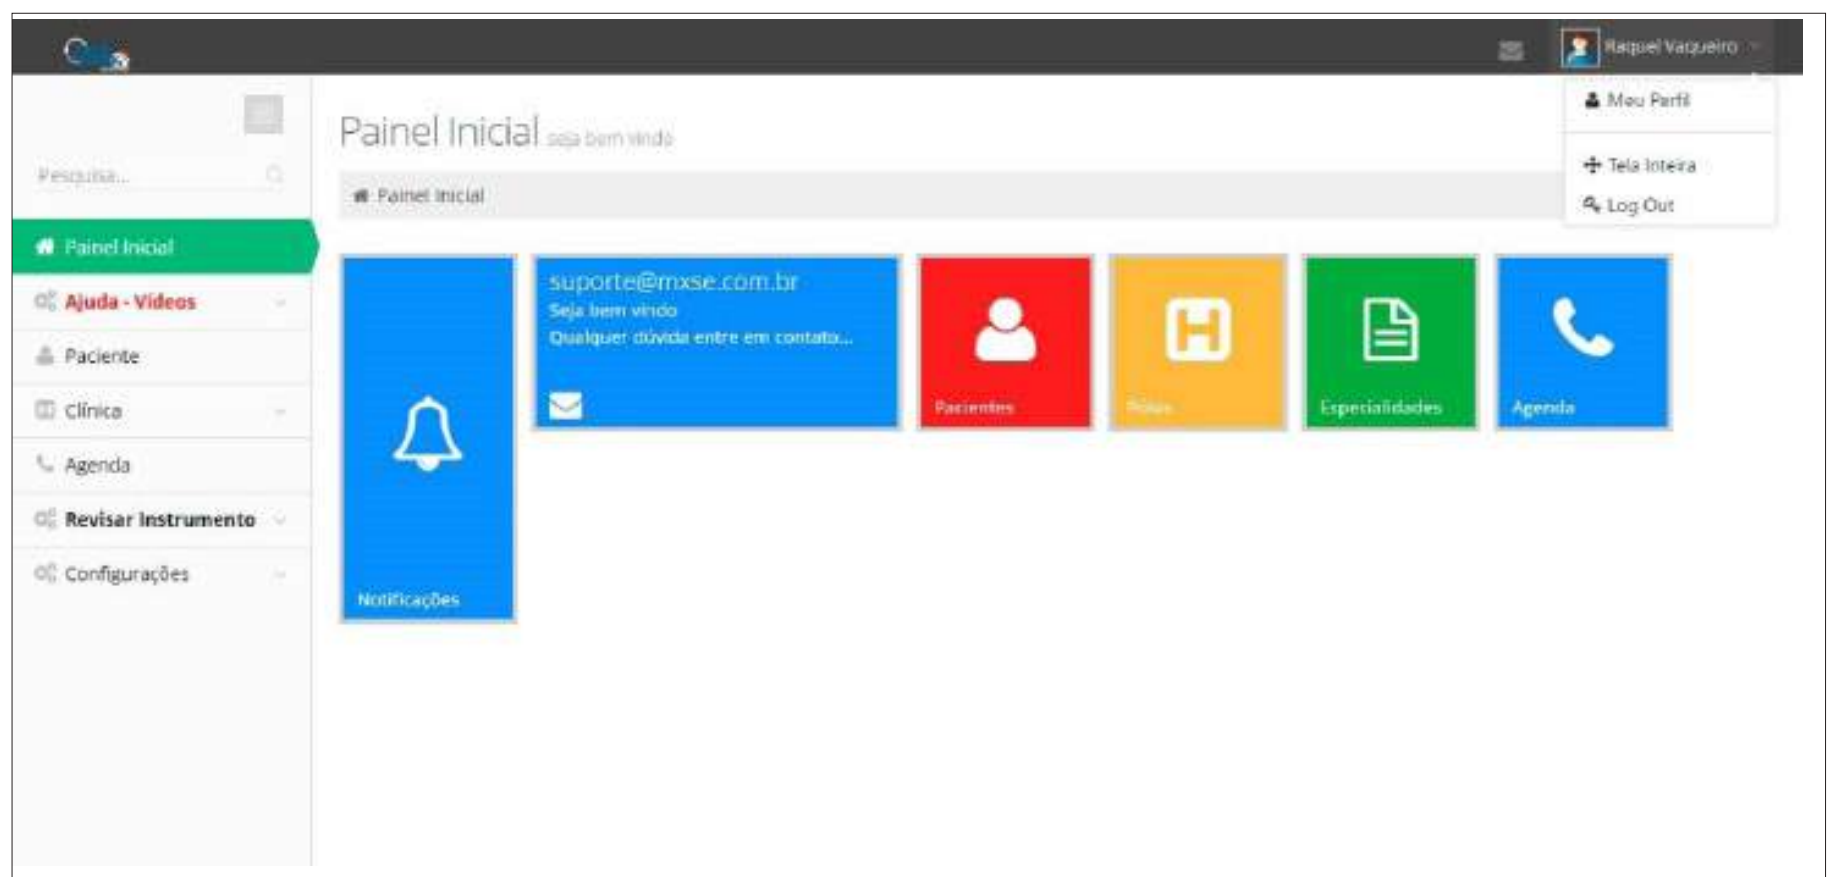 Raquel Vaqueiro
Meu Perfil
Tela Inteira
Log Out
Pesquisa...
Painel Inicial
Ajuda - Vídeos
Paciente
Clínica
Agenda
Revisar Instrumento
Configurações
Painel Inicial seja bem vindo
Painel Inicial
Notificações
suporte@mxse.com.br
Seja bem vindo
Qualquer dúvida entre em contato...
Pacientes
Especialidades
Agenda